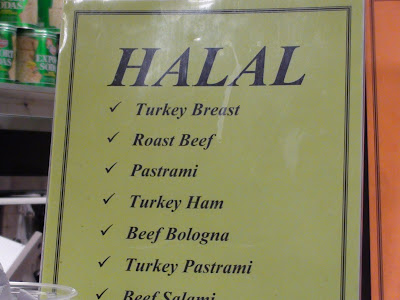 HALAL
✓ Turkey Breast
✓ Roast Beef
✓ Pastrami
✓ Turkey Ham
✓ Beef Bologna
✓ Turkey Pastrami
✓ Beef Salami